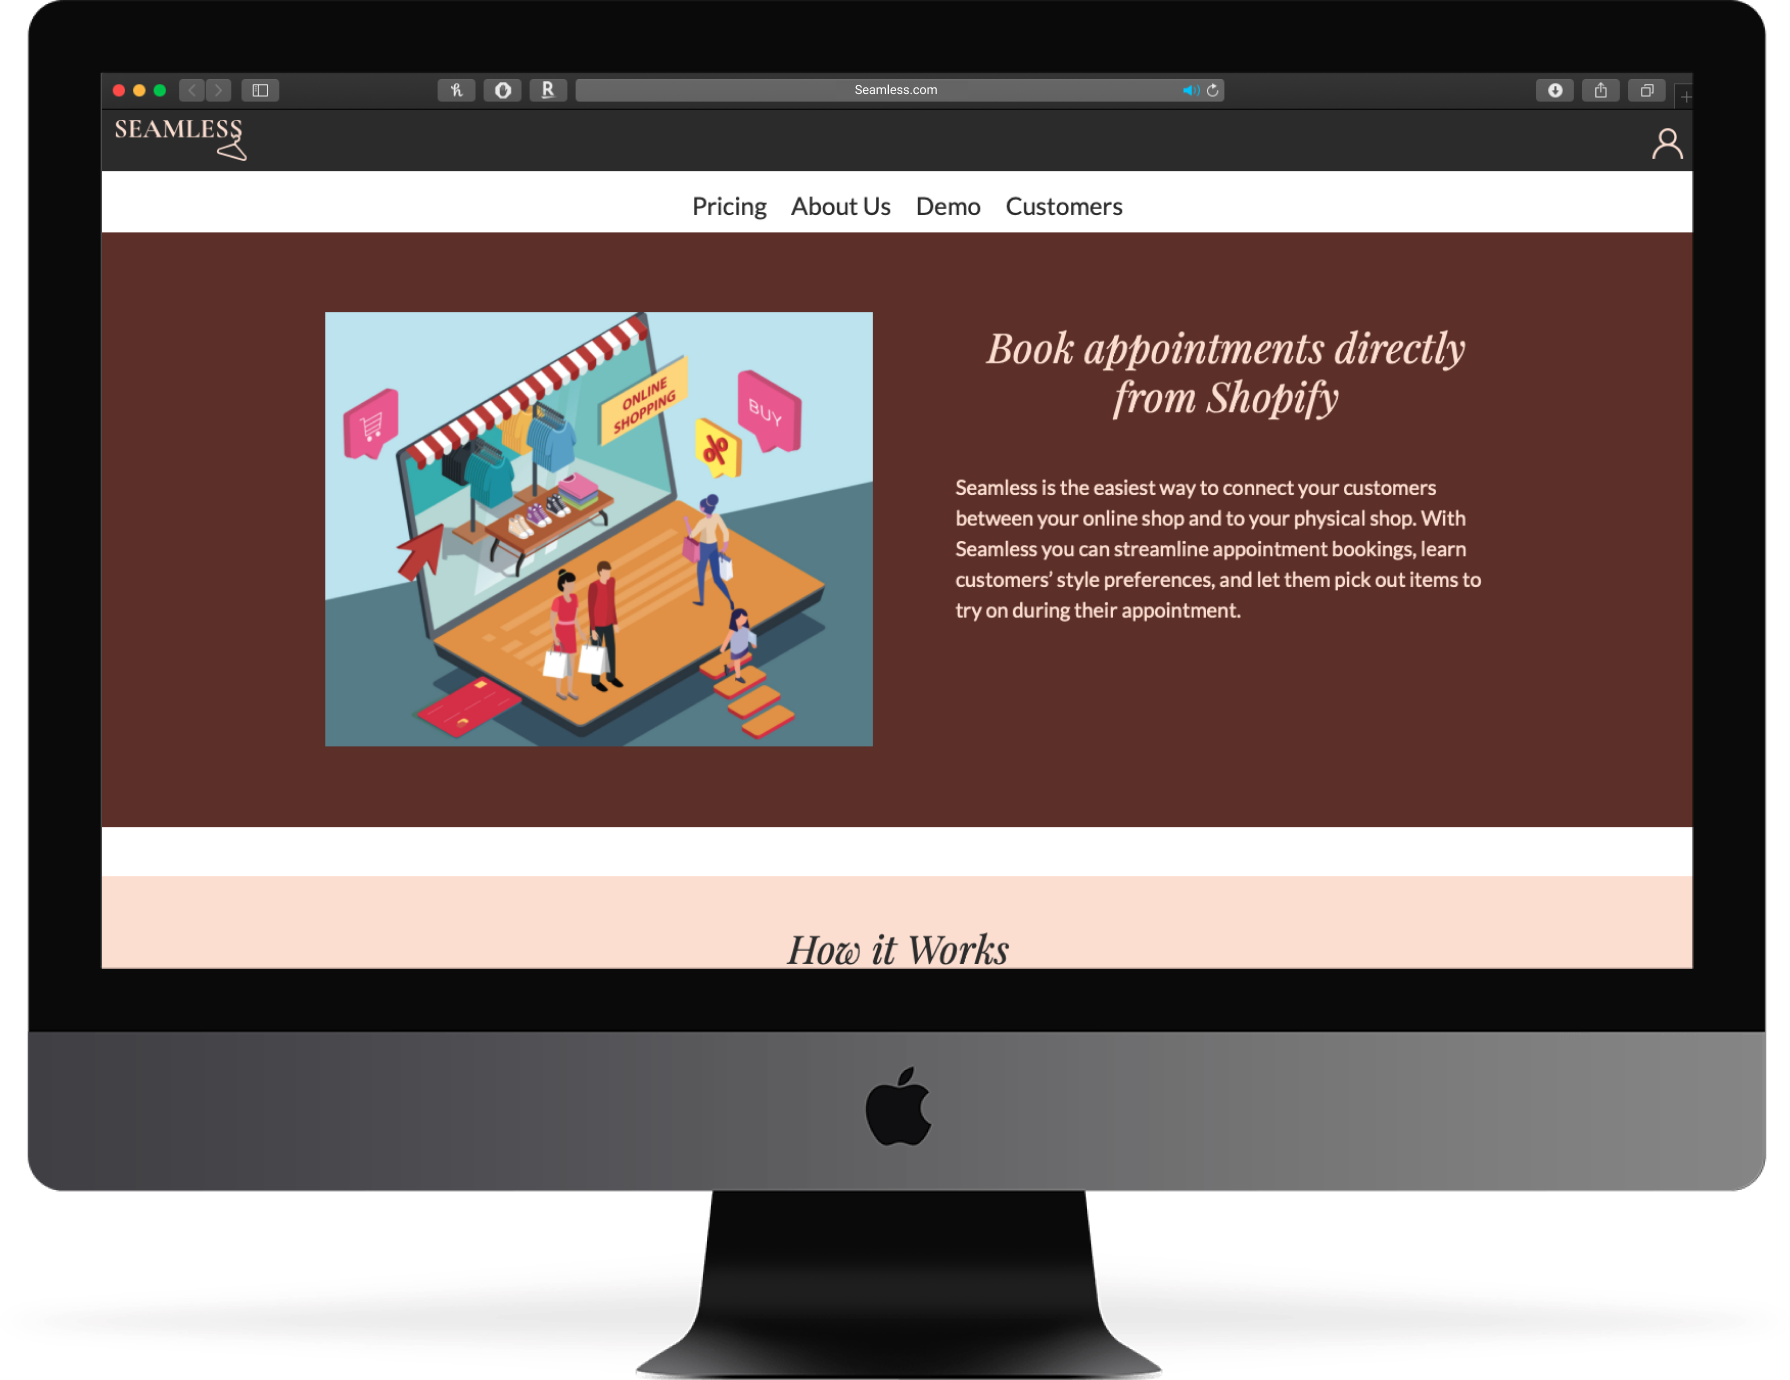 Seamless.com
SEAMLESS
Pricing About Us Demo Customers
ONLINE
SHOPPING
BUY
%
Book appointments directly
from Shopify
Seamless is the easiest way to connect your customers
between your online shop and to your physical shop. With
Seamless you can streamline appointment bookings, learn
customers’ style preferences, and let them pick out items to
try on during their appointment.
How it Works